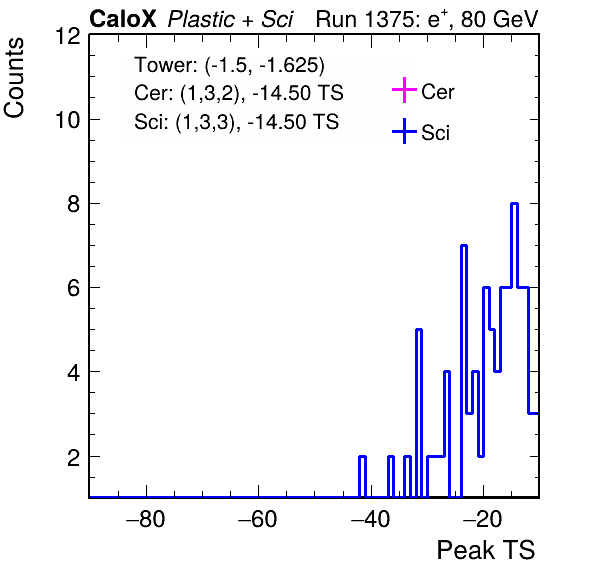 CaloX Plastic + Sci Run 1375: e+, 80 GeV
Counts
12
10
8
6
4
2
Tower: (-1.5, -1.625)
Cer: (1,3,2), -14.50 TS
Sci: (1,3,3), -14.50 TS
Cer
Sci
−80 −60 −40 −20
Peak TS